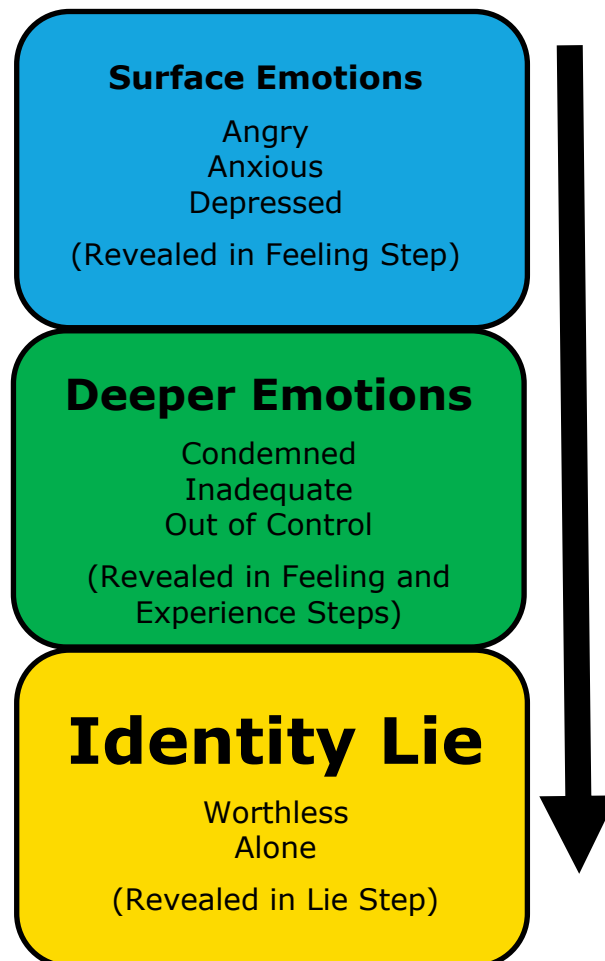 Surface Emotions
Angry
Anxious
Depressed
(Revealed in Feeling Step)
Deeper Emotions
Condemned
Inadequate
Out of Control
(Revealed in Feeling and
Experience Steps)
Identity Lie
Worthless
Alone
(Revealed in Lie Step)